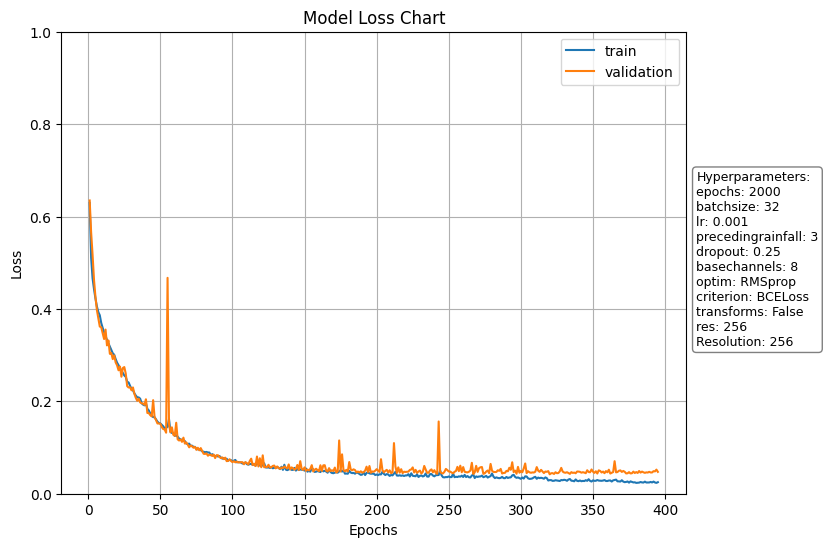 Model Loss Chart
1.0
0.8
0.6
0.4
0.2
0.0
Loss
0
50
100
150
200
250
300
350
400
Epochs
train
validation
Hyperparameters:
epochs: 2000
batchsize: 32
lr: 0.001
precedingrainfall: 3
dropout: 0.25
basechannels: 8
optim: RMSprop
criterion: BCELoss
transforms: False
res: 256
Resolution: 256